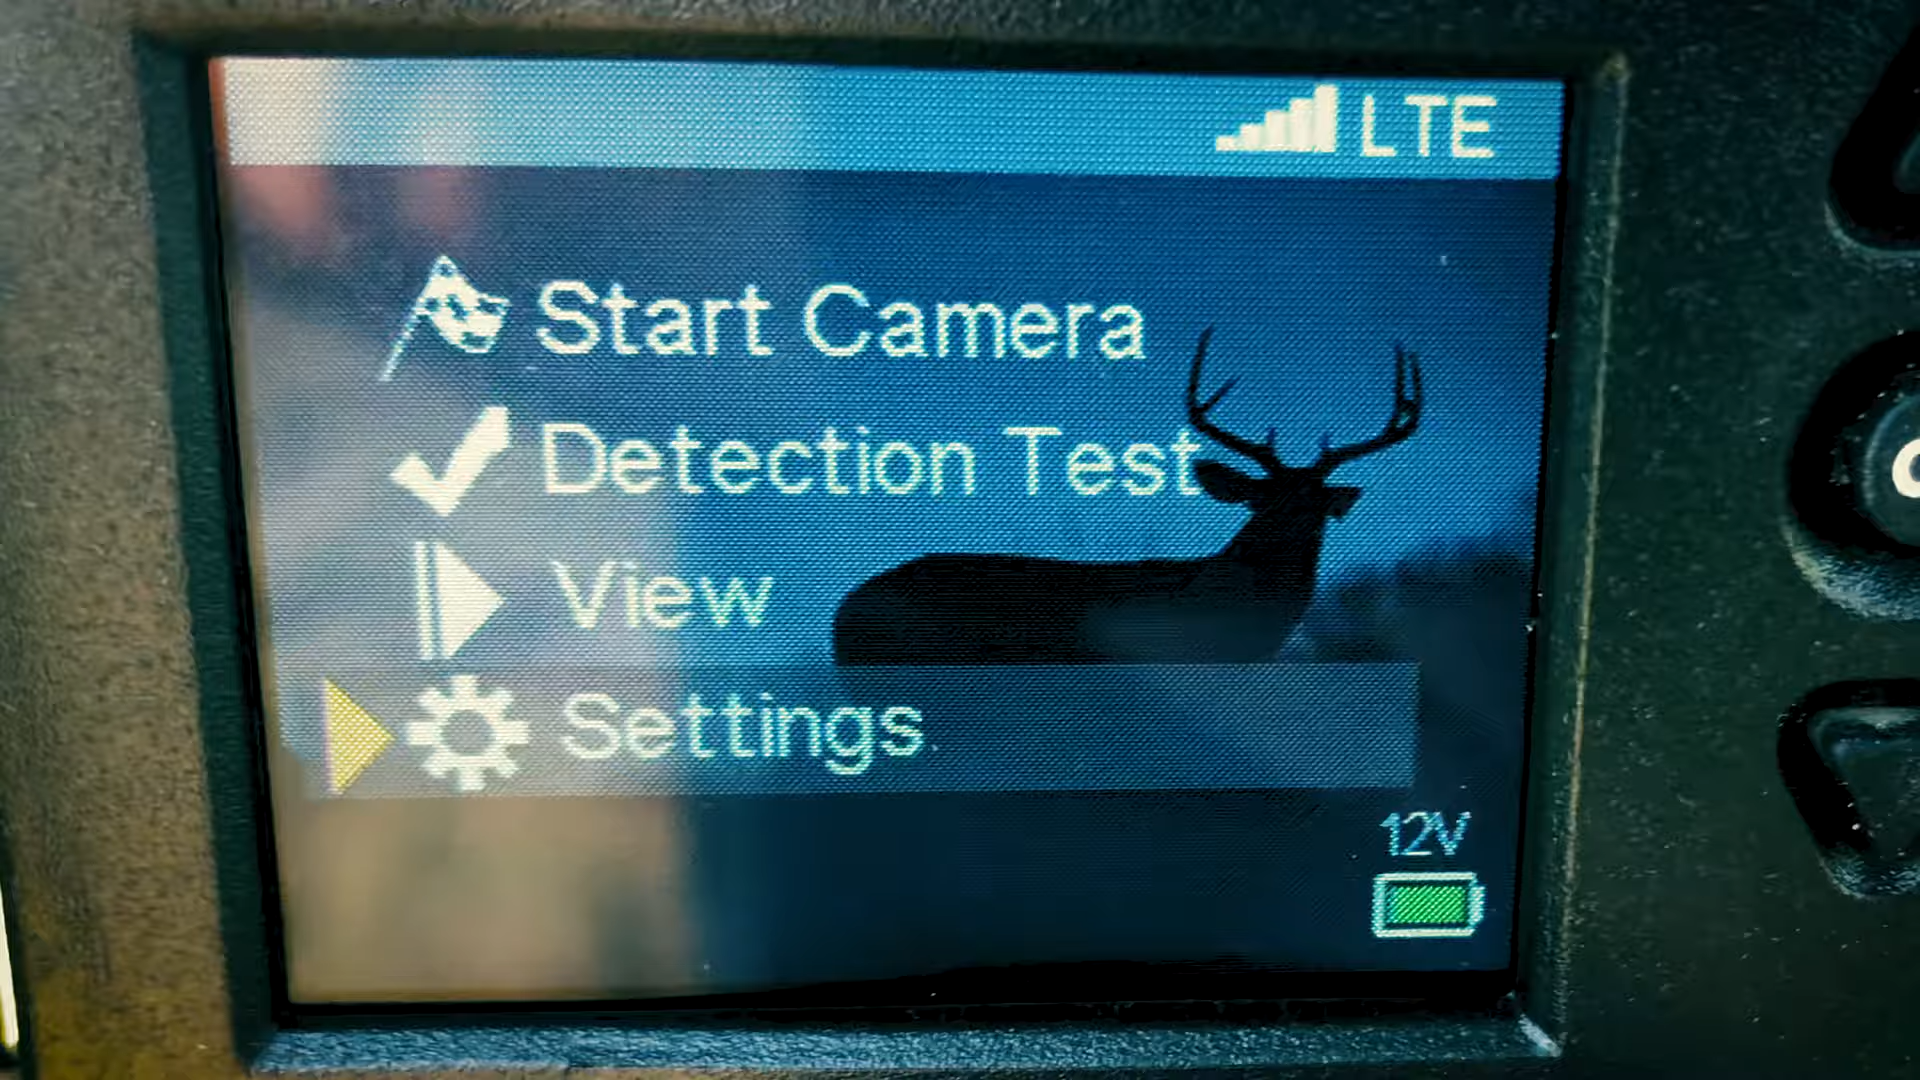 LTE
Start Camera
Detection Test
View
Settings
12V